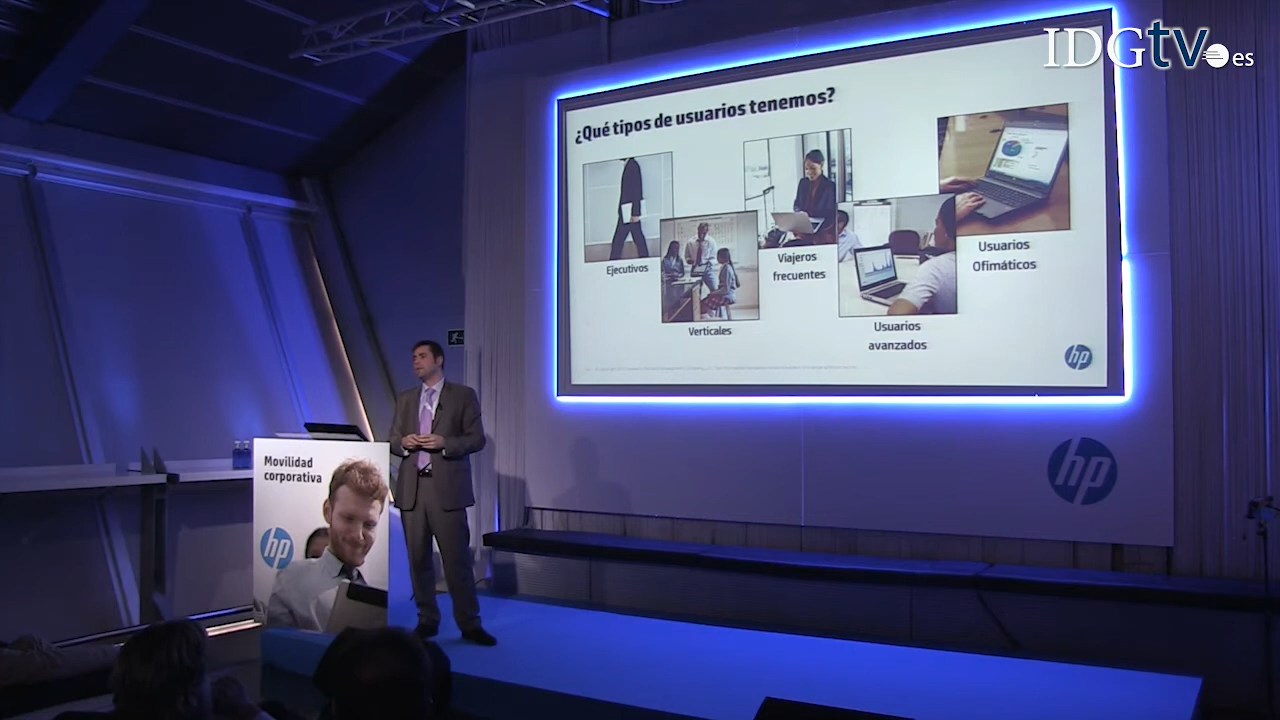 IDGtv.es
¿Qué tipos de usuarios tenemos?
Ejecutivos
Verticales
Viajeros
frecuentes
Usuarios
avanzados
Usuarios
Ofimáticos
hp
hp
Movilidad
corporativa
hp